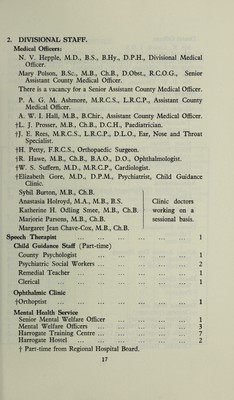 2. DIVISIONAL STAFF.
Medical Officers:
N. V. Hepple, M.D., B.S., B.Hy., D.P.H., Divisional Medical
Officer.
Mary Polson, B.Sc., M.B., Ch.B., D.Obst., R.C.O.G., Senior
Assistant County Medical Officer.
There is a vacancy for a Senior Assistant County Medical Officer.
P. A. G. M. Ashmore, M.R.C.S., L.R.C.P., Assistant County
Medical Officer.
A. W. I. Hall, M.B., B.Chir., Assistant County Medical Officer.
†L. J. Prosser, M.B., Ch.B., D.C.H., Paediatrician.
†J. E. Rees, M.R.C.S., L.R.C.P., D.L.O., Ear, Nose and Throat
Specialist.
†H. Petty, F.R.C.S., Orthopaedic Surgeon.
†R. Hawe, M.B., Ch.B., B.A.O., D.O., Ophthalmologist.
†W. S. Suffern, M.D., M.R.C.P., Cardiologist.
†Elizabeth Gore, M.D., D.P.M., Psychiatrist, Child Guidance
Clinic.
Sybil Burton, M.B., Ch.B.
Anastasia Holroyd, M.A., M.B., B.S.
Katherine H. Odling Smee, M.B., Ch.B.
Marjorie Parsons, M.B., Ch.B.
Margaret Jean Chave-Cox, M.B., Ch.B.
Clinic doctors
working on a
sessional basis.
Speech Therapist ... ... ... ... ... 1
Child Guidance Staff (Part-time)
County Psychologist ... ... ... ... 1
Psychiatric Social Workers ... ... ... ... 2
Remedial Teacher ... ... ... ... ... 1
Clerical ... ... ... ... ... ... 1
Ophthalmic Clinic
†Orthoptist ... ... ... ... ... 1
Mental Health Service
Senior Mental Welfare Officer ... ... ... 1
Mental Welfare Officers ... ... ... ... 3
Harrogate Training Centre ... ... ... ... 7
Harrogate Hostel ... ... ... ... ... 2
† Part-time from Regional Hospital Board.
17